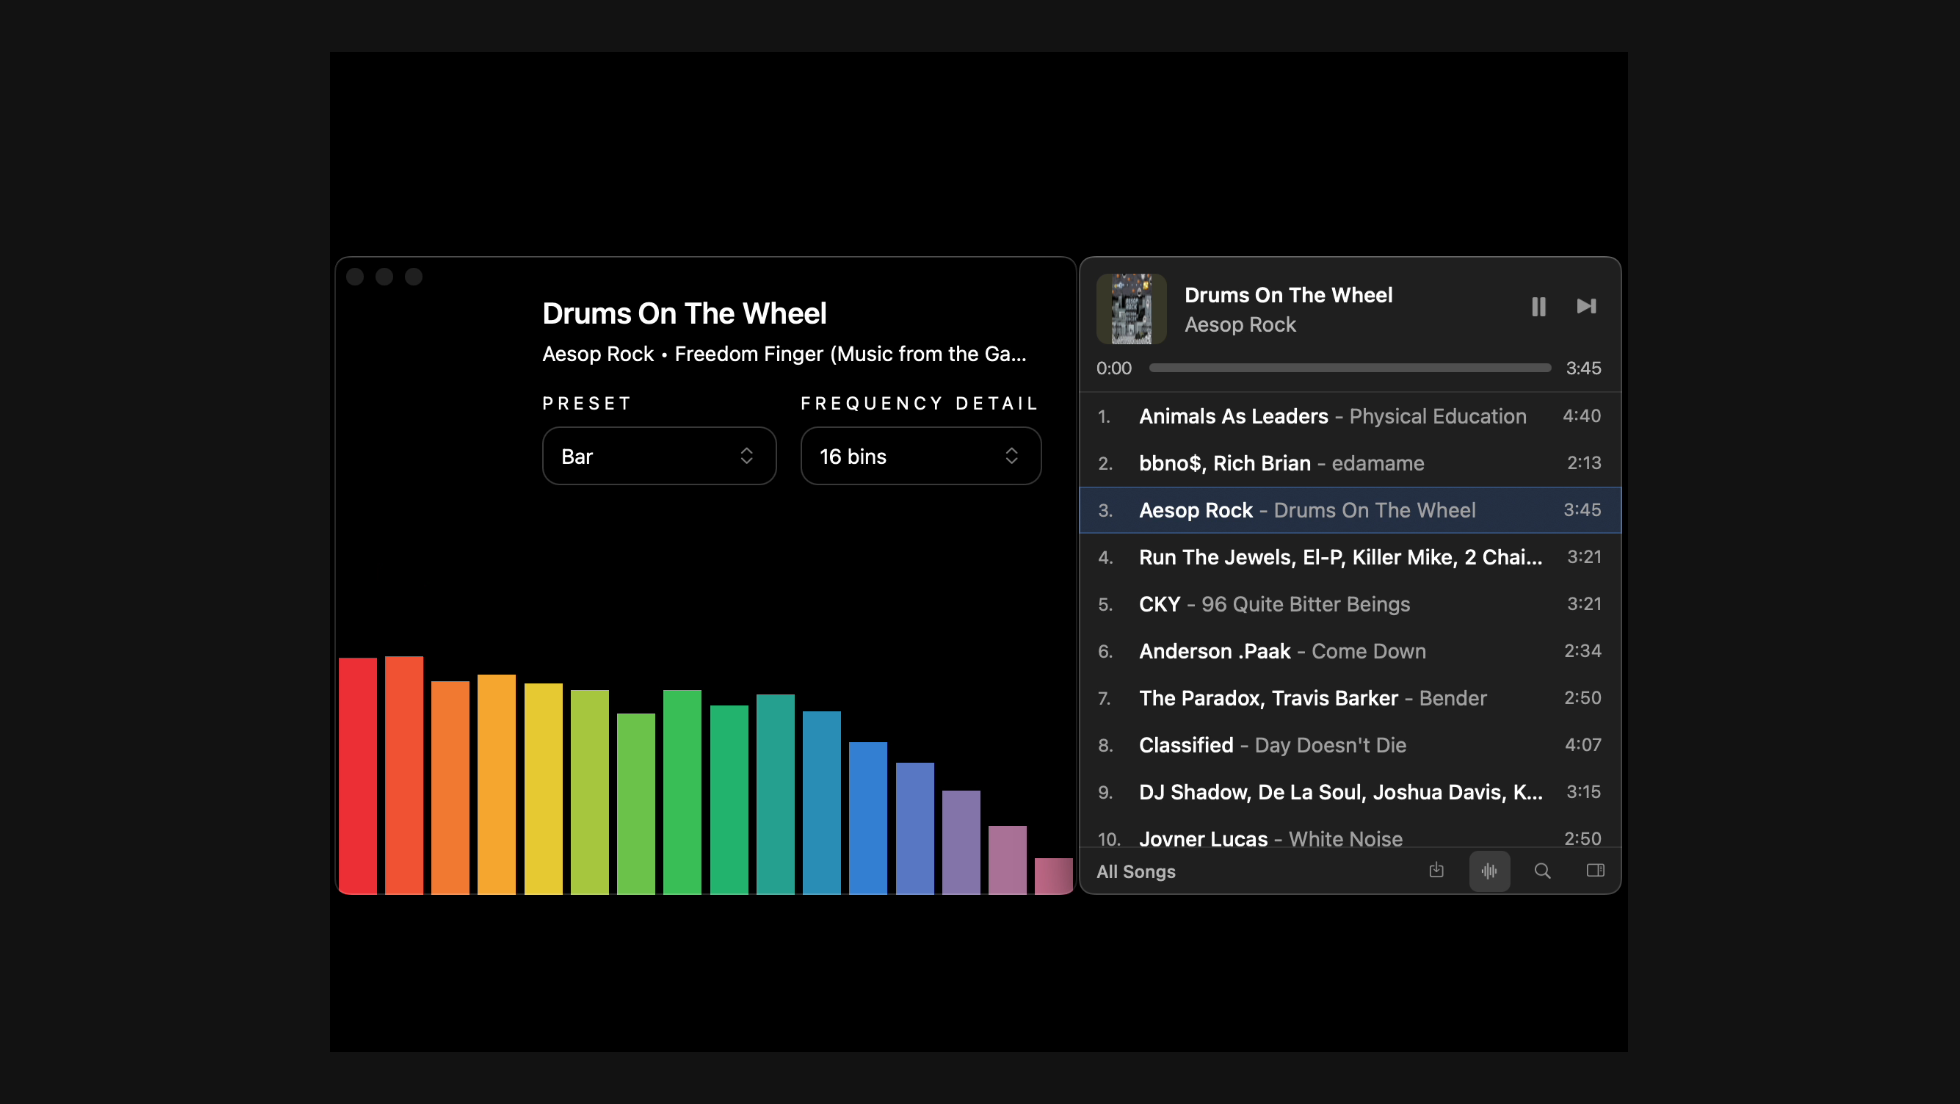 Drums On The Wheel
Aesop Rock • Freedom Finger (Music from the Ga...
PRESET
FREQUENCY DETAIL
Bar
16 bins
Drums On The Wheel
Aesop Rock
0:00
3:45
1. Animals As Leaders - Physical Education 4:40
2. bbno$, Rich Brian - edamame 2:13
3. Aesop Rock - Drums On The Wheel 3:45
4. Run The Jewels, El-P, Killer Mike, 2 Chai... 3:21
5. CKY - 96 Quite Bitter Beings 3:21
6. Anderson .Paak - Come Down 2:34
7. The Paradox, Travis Barker - Bender 2:50
8. Classified - Day Doesn't Die 4:07
9. DJ Shadow, De La Soul, Joshua Davis, K... 3:15
10. Joyner Lucas - White Noise 2:50
All Songs